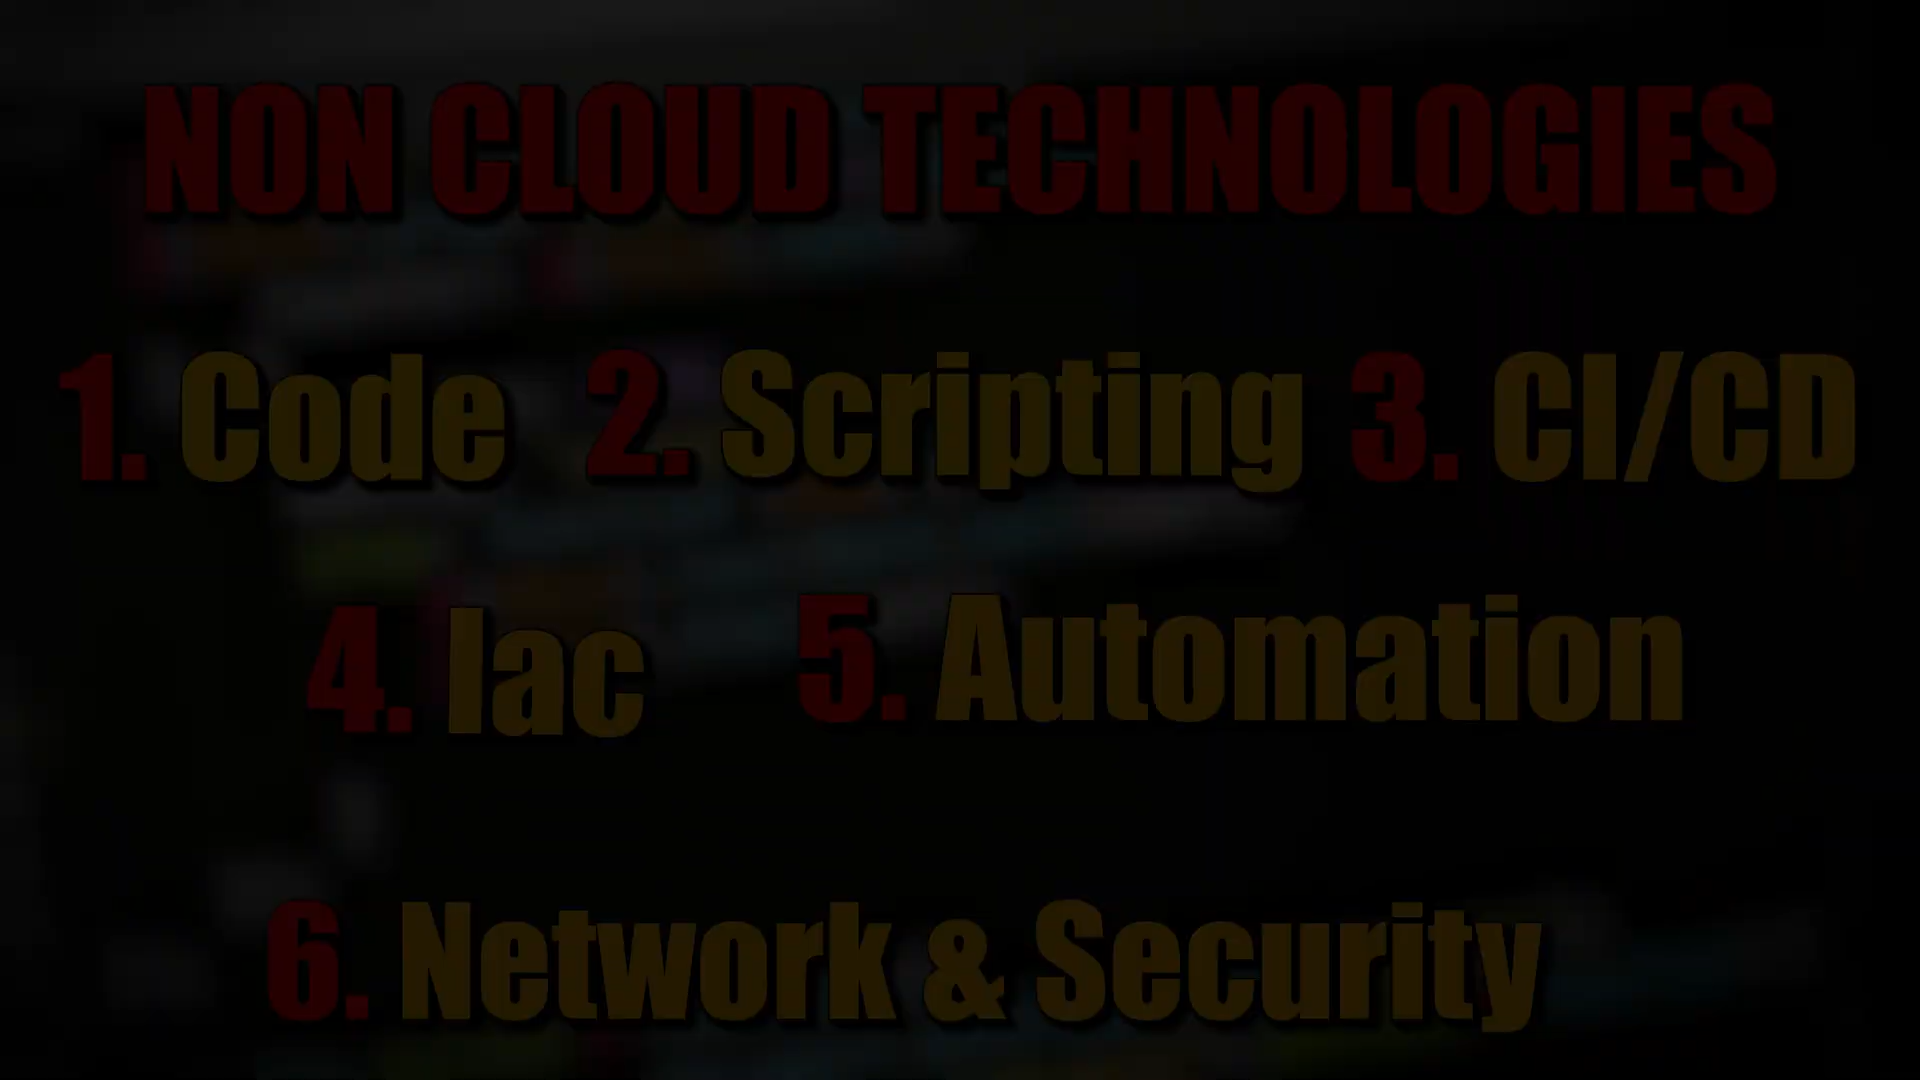 NON CLOUD TECHNOLOGIES
1. Code 2. Scripting 3. CI/CD
4. Iac 5. Automation
6. Network & Security